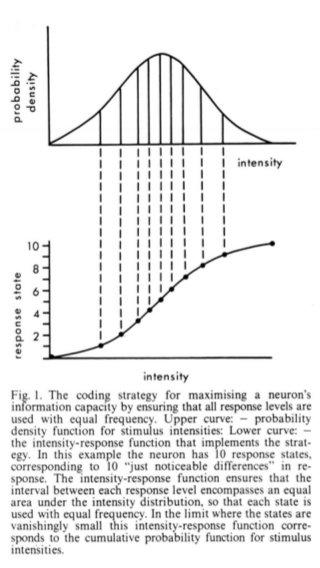 probability
density
intensity
10
8
6
4
2
response state
intensity
Fig. 1. The coding strategy for maximising a neuron's
information capacity by ensuring that all response levels are
used with equal frequency. Upper curve: – probability
density function for stimulus intensities: Lower curve: –
the intensity-response function that implements the strat-
egy. In this example the neuron has 10 response states,
corresponding to 10 "just noticeable differences" in re-
sponse. The intensity-response function ensures that the
interval between each response level encompasses an equal
area under the intensity distribution, so that each state is
used with equal frequency. In the limit where the states are
vanishingly small this intensity-response function corre-
sponds to the cumulative probability function for stimulus
intensities.